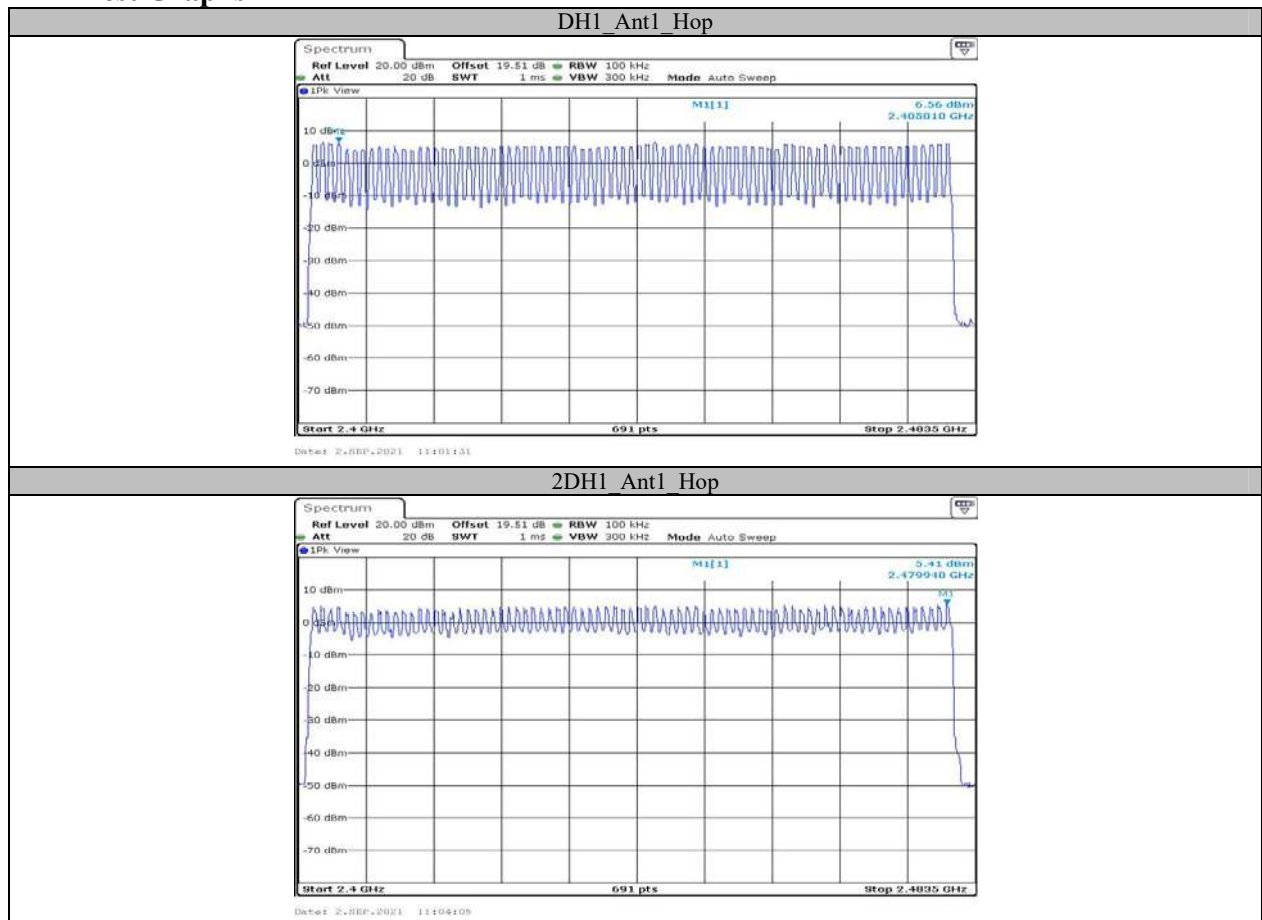 DH1_Ant1_Hop
Spectrum
Ref Level 20.00 dBm Offset 19.51 dB RBW 100 kHz
Att 20 dB SWT 1 ms VBW 300 kHz Mode Auto Sweep
1Pk View
M1[1] 6.56 dBm
2.405010 GHz
10 dBm
0 dBm
-10 dBm
-20 dBm
-30 dBm
-40 dBm
-50 dBm
-60 dBm
-70 dBm
Start 2.4 GHz 691 pts Stop 2.4835 GHz
Date: 2.SEP.2021 11:01:31
2DH1_Ant1_Hop
Spectrum
Ref Level 20.00 dBm Offset 19.51 dB RBW 100 kHz
Att 20 dB SWT 1 ms VBW 300 kHz Mode Auto Sweep
1Pk View
M1[1] 5.41 dBm
2.479940 GHz
M1
10 dBm
0 dBm
-10 dBm
-20 dBm
-30 dBm
-40 dBm
-50 dBm
-60 dBm
-70 dBm
Start 2.4 GHz 691 pts Stop 2.4835 GHz
Date: 2.SEP.2021 11:04:09